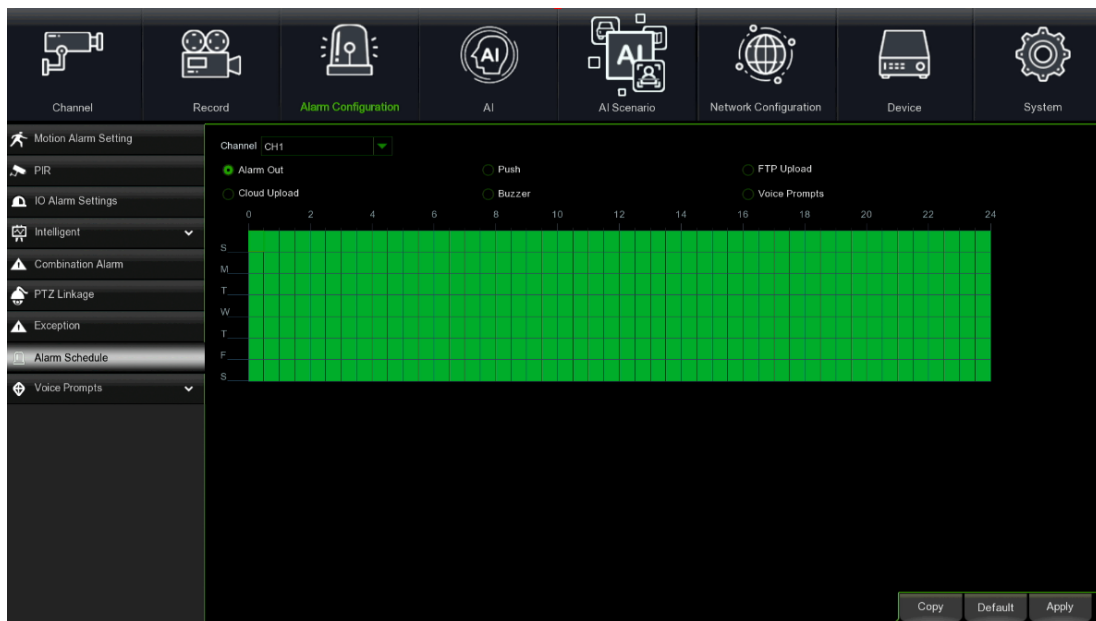 Channel Record Alarm Configuration AI AI Scenario Network Configuration Device System
Motion Alarm Setting
PIR
IO Alarm Settings
Intelligent
Combination Alarm
PTZ Linkage
Exception
Alarm Schedule
Voice Prompts
Channel CH1
Alarm Out Push FTP Upload
Cloud Upload Buzzer Voice Prompts
0 2 4 6 8 10 12 14 16 18 20 22 24
S
M
T
W
T
F
S
Copy Default Apply